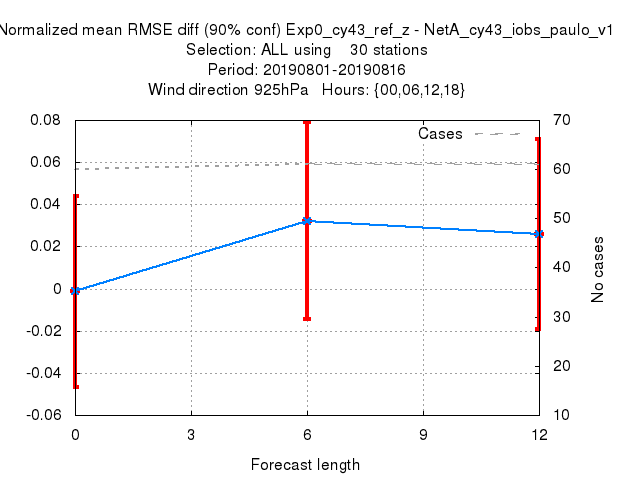 Normalized mean RMSE diff (90% conf) Exp0_cy43_ref_z - NetA_cy43_iobs_paulo_v1
Selection: ALL using 30 stations
Period: 20190801-20190816
Wind direction 925hPa Hours: {00,06,12,18}
Cases
0.08
0.06
0.04
0.02
0
-0.02
-0.04
-0.06
70
60
50
40
30
20
10
No cases
0 3 6 9 12
Forecast length